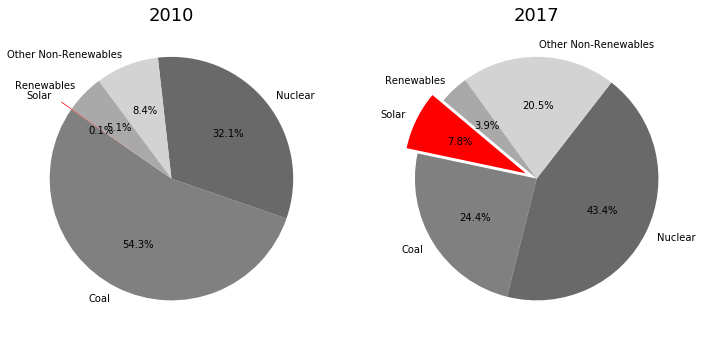 2010
Other Non-Renewables
Renewables
Solar
Nuclear
8.4%
5.1%
0.1%
32.1%
54.3%
Coal
2017
Other Non-Renewables
Renewables
Solar
20.5%
3.9%
7.8%
24.4%
43.4%
Coal
Nuclear